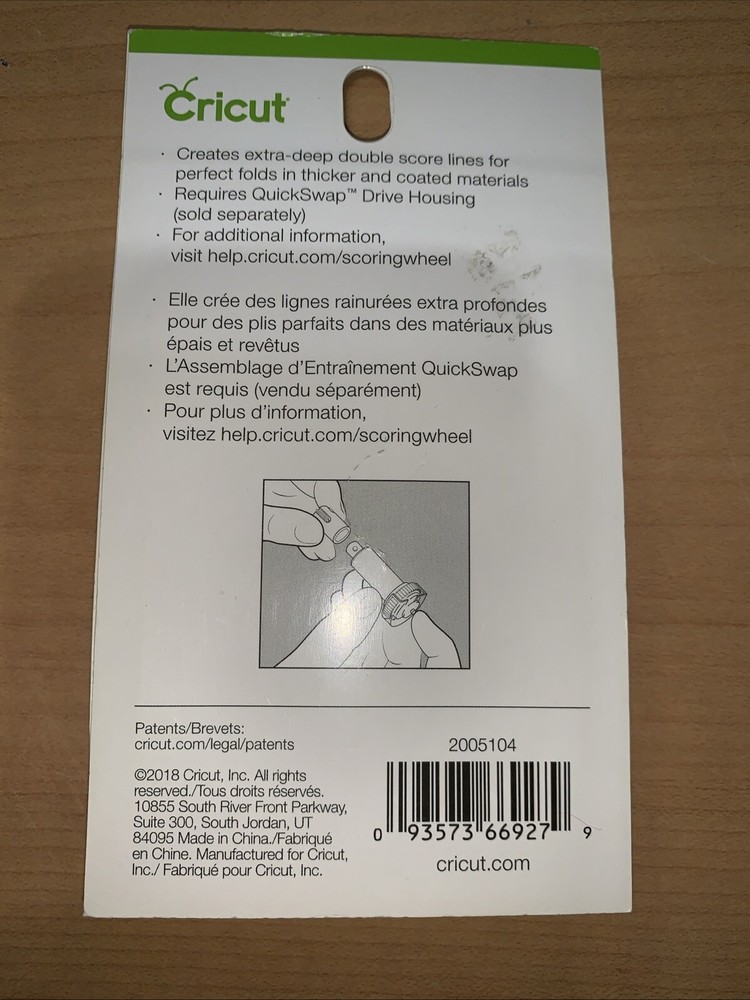 Cricut
· Creates extra-deep double score lines for
perfect folds in thicker and coated materials
· Requires QuickSwap™ Drive Housing
(sold separately)
· For additional information,
visit help.cricut.com/scoringwheel
· Elle crée des lignes rainurées extra profondes
pour des plis parfaits dans des matériaux plus
épais et revêtus
· L'Assemblage d'Entraînement QuickSwap
est requis (vendu séparément)
· Pour plus d'information,
visitez help.cricut.com/scoringwheel
Patents/Brevets:
cricut.com/legal/patents
©2018 Cricut, Inc. All rights
reserved./Tous droits réservés.
10855 South River Front Parkway,
Suite 300, South Jordan, UT
84095 Made in China./Fabriqué
en Chine. Manufactured for Cricut,
Inc./ Fabriqué pour Cricut, Inc.
2005104
0 93573 66927 9
cricut.com